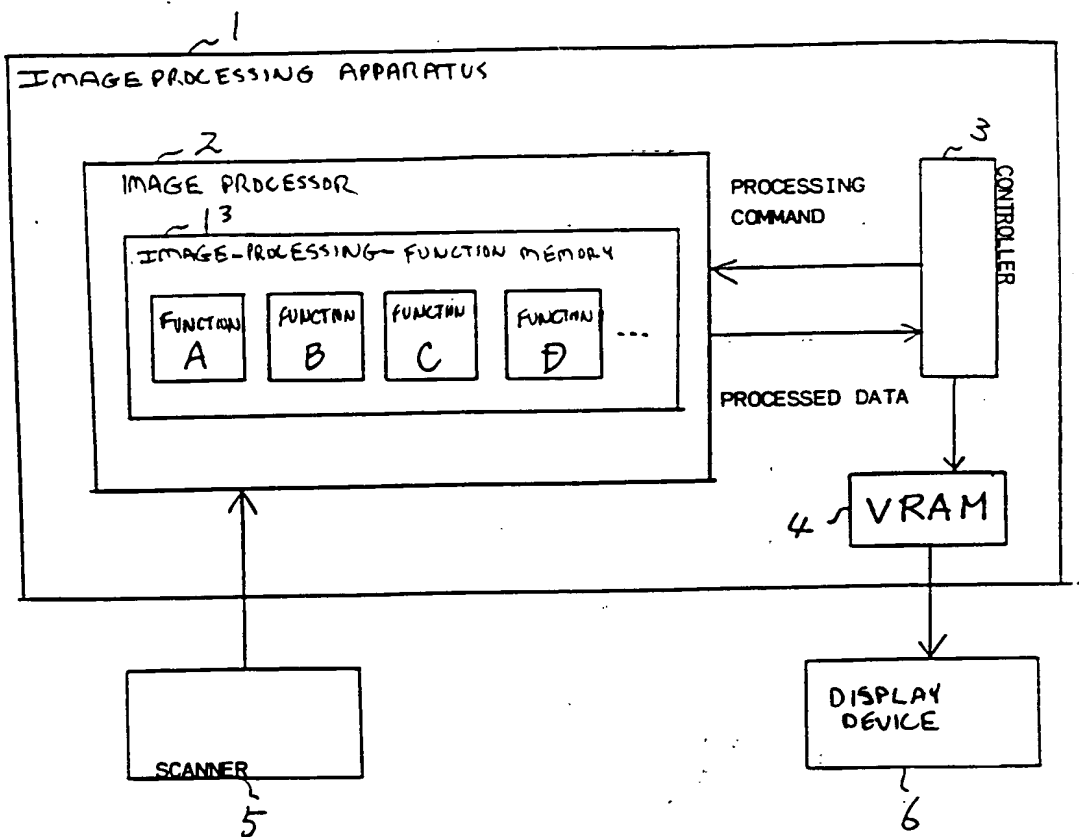 1
IMAGE PROCESSING APPARATUS
2
IMAGE PROCESSOR
13
IMAGE-PROCESSING-FUNCTION MEMORY
FUNCTION
A
FUNCTION
B
FUNCTION
C
FUNCTION
D
...
PROCESSING
COMMAND
3
CONTROLLER
PROCESSED DATA
4
VRAM
SCANNER
5
DISPLAY
DEVICE
6